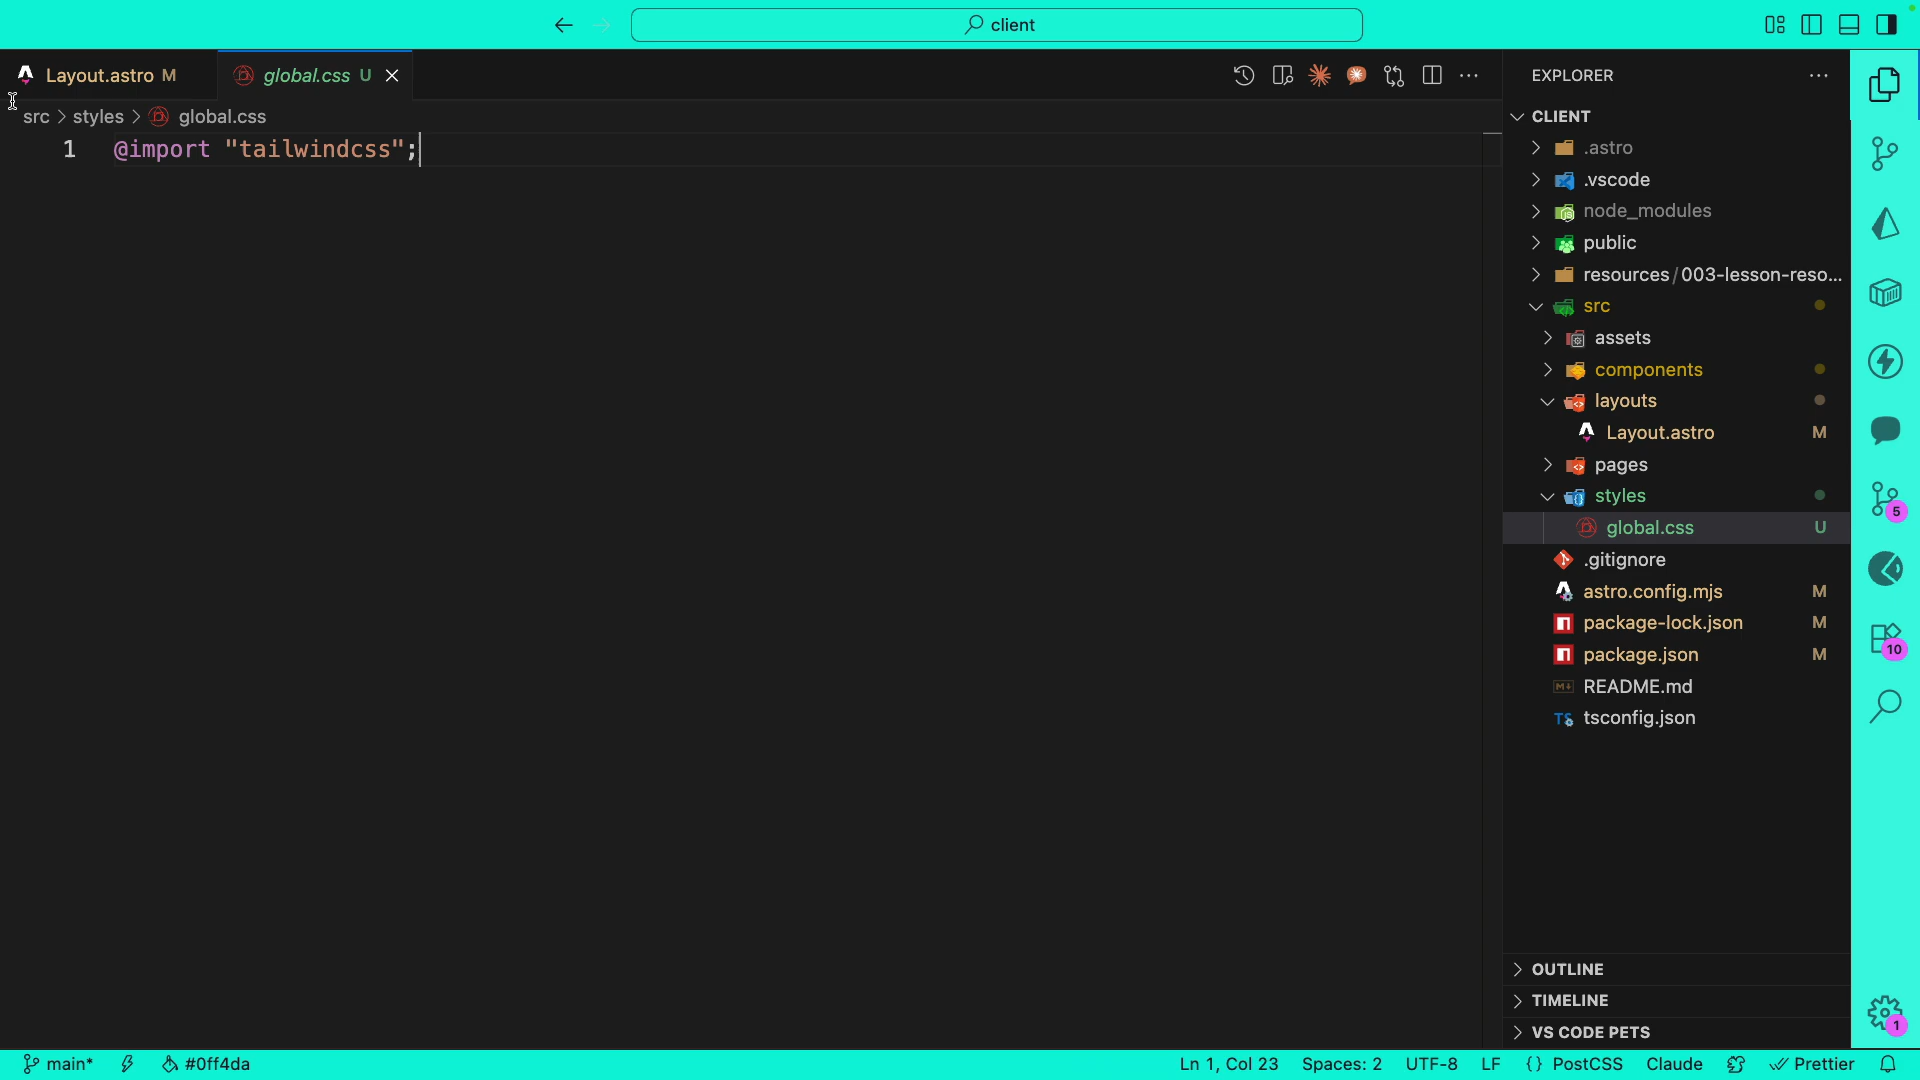 client
Layout.astro M
global.css U
EXPLORER
src > styles > global.css
1 @import "tailwindcss";
CLIENT
.astro
.vscode
node_modules
public
resources/003-lesson-reso...
src
assets
components
layouts
Layout.astro M
pages
styles
global.css U
.gitignore
astro.config.mjs M
package-lock.json M
package.json M
README.md
tsconfig.json
5
10
OUTLINE
TIMELINE
VS CODE PETS
1
main* #0ff4da Ln 1, Col 23 Spaces: 2 UTF-8 LF {} PostCSS Claude Prettier